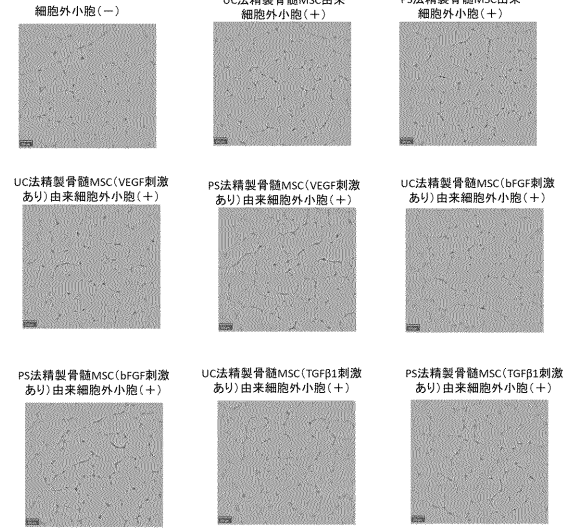 細胞外小胞(－)
UC法精製骨髄MSC由来
細胞外小胞(＋)
PS法精製骨髄MSC由来
細胞外小胞(＋)
UC法精製骨髄MSC(VEGF刺激
あり)由来細胞外小胞(＋)
PS法精製骨髄MSC(VEGF刺激
あり)由来細胞外小胞(＋)
UC法精製骨髄MSC(bFGF刺激
あり)由来細胞外小胞(＋)
PS法精製骨髄MSC(bFGF刺激
あり)由来細胞外小胞(＋)
UC法精製骨髄MSC(TGFβ1刺激
あり)由来細胞外小胞(＋)
PS法精製骨髄MSC(TGFβ1刺激
あり)由来細胞外小胞(＋)